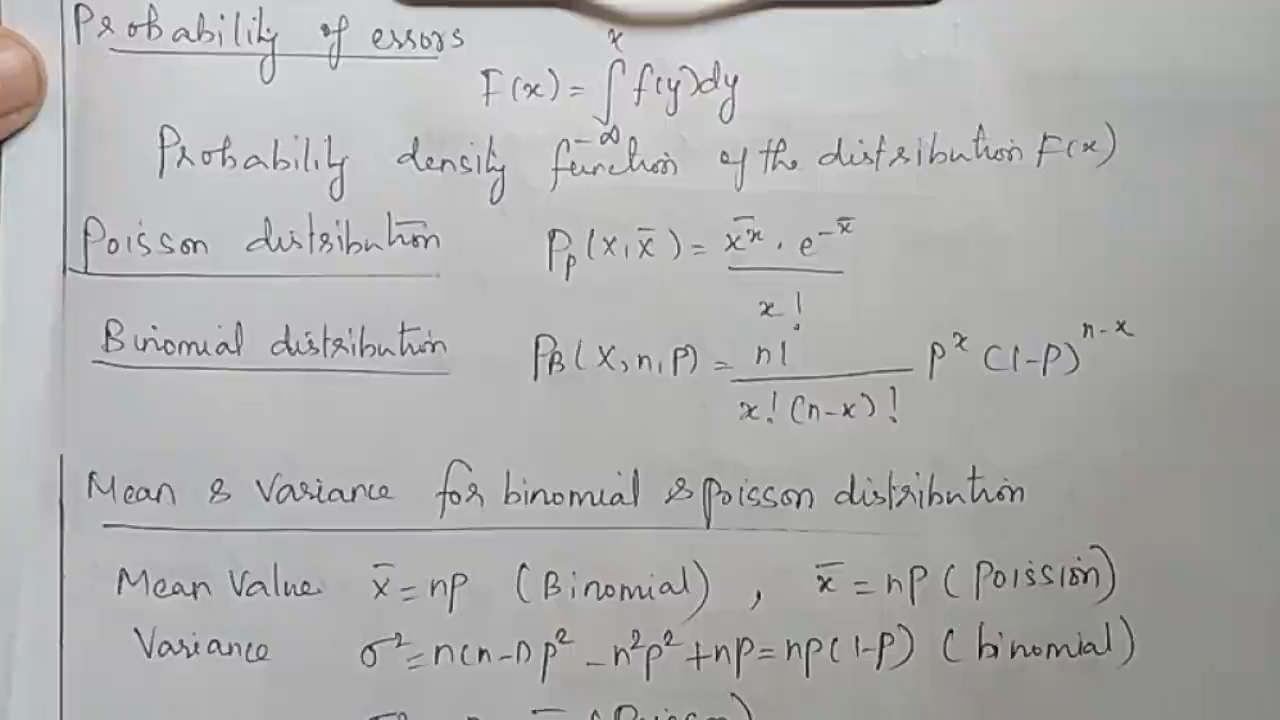 Probability of errors
F(x) = ∫_{-∞}^{x} f(y)dy
Probability density function of the distribution F(x)
Poisson distribution P_p(x, x̄) = x̄^x . e^{-x̄} / x!
Binomial distribution P_B(x, n, p) = n! / x!(n-x)! p^x (1-p)^{n-x}
Mean & Variance for binomial & poisson distribution
Mean Value x̄ = np (Binomial), x̄ = np (Poission)
Variance σ² = n(n-1)p² - n²p² + np = np(1-p) (binomial)